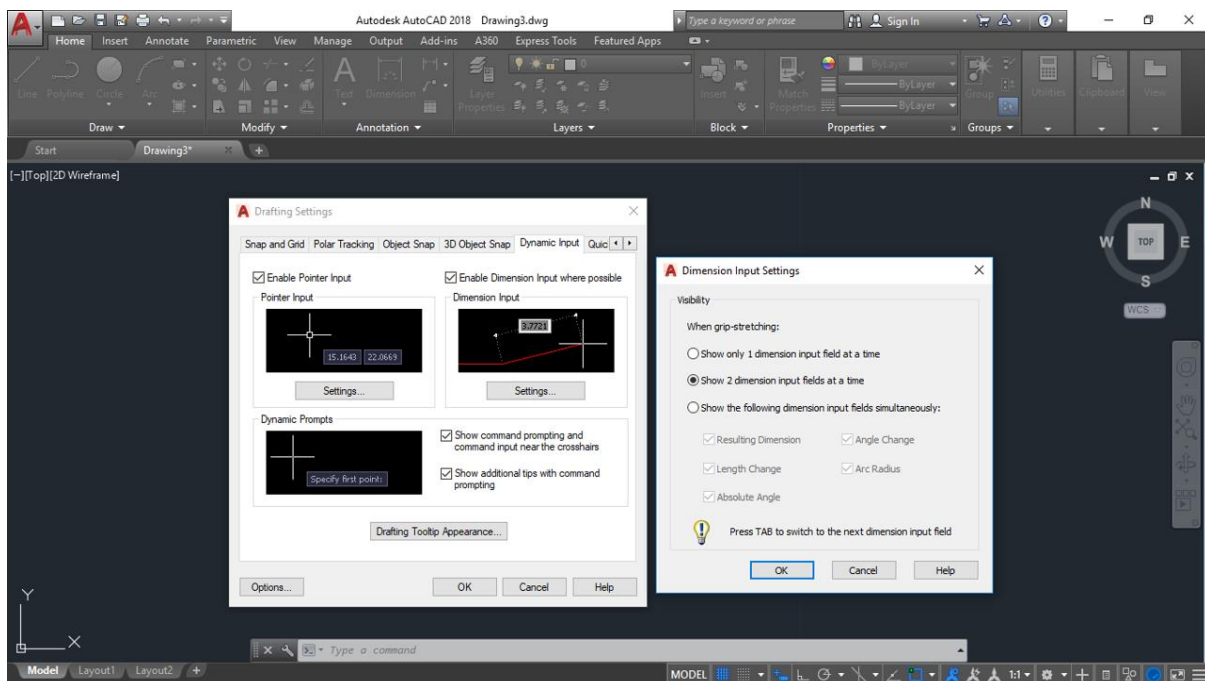 Autodesk AutoCAD 2018 Drawing3.dwg
Type a keyword or phrase
Sign In
Home Insert Annotate Parametric View Manage Output Add-ins A360 Express Tools Featured Apps
Line Polyline Circle Arc
Text Dimension
Layer Properties
0
Insert
Match Properties
ByLayer
ByLayer
ByLayer
Group
Utilities
Clipboard
View
Draw Modify Annotation Layers Block Properties Groups
Start Drawing3* +
[−][Top][2D Wireframe]
N
W TOP E
S
WCS
Drafting Settings
Snap and Grid Polar Tracking Object Snap 3D Object Snap Dynamic Input Quic
Enable Pointer Input
Enable Dimension Input where possible
Pointer Input
15.1643 22.0669
Settings...
Dimension Input
3.7721
Settings...
Dynamic Prompts
Specify first point:
Show command prompting and
command input near the crosshairs
Show additional tips with command
prompting
Drafting Tooltip Appearance...
Options... OK Cancel Help
Dimension Input Settings
Visibility
When grip-stretching:
Show only 1 dimension input field at a time
Show 2 dimension input fields at a time
Show the following dimension input fields simultaneously:
Resulting Dimension Angle Change
Length Change Arc Radius
Absolute Angle
Press TAB to switch to the next dimension input field
OK Cancel Help
Y
X
Type a command
Model Layout1 Layout2 +
MODEL 1:1